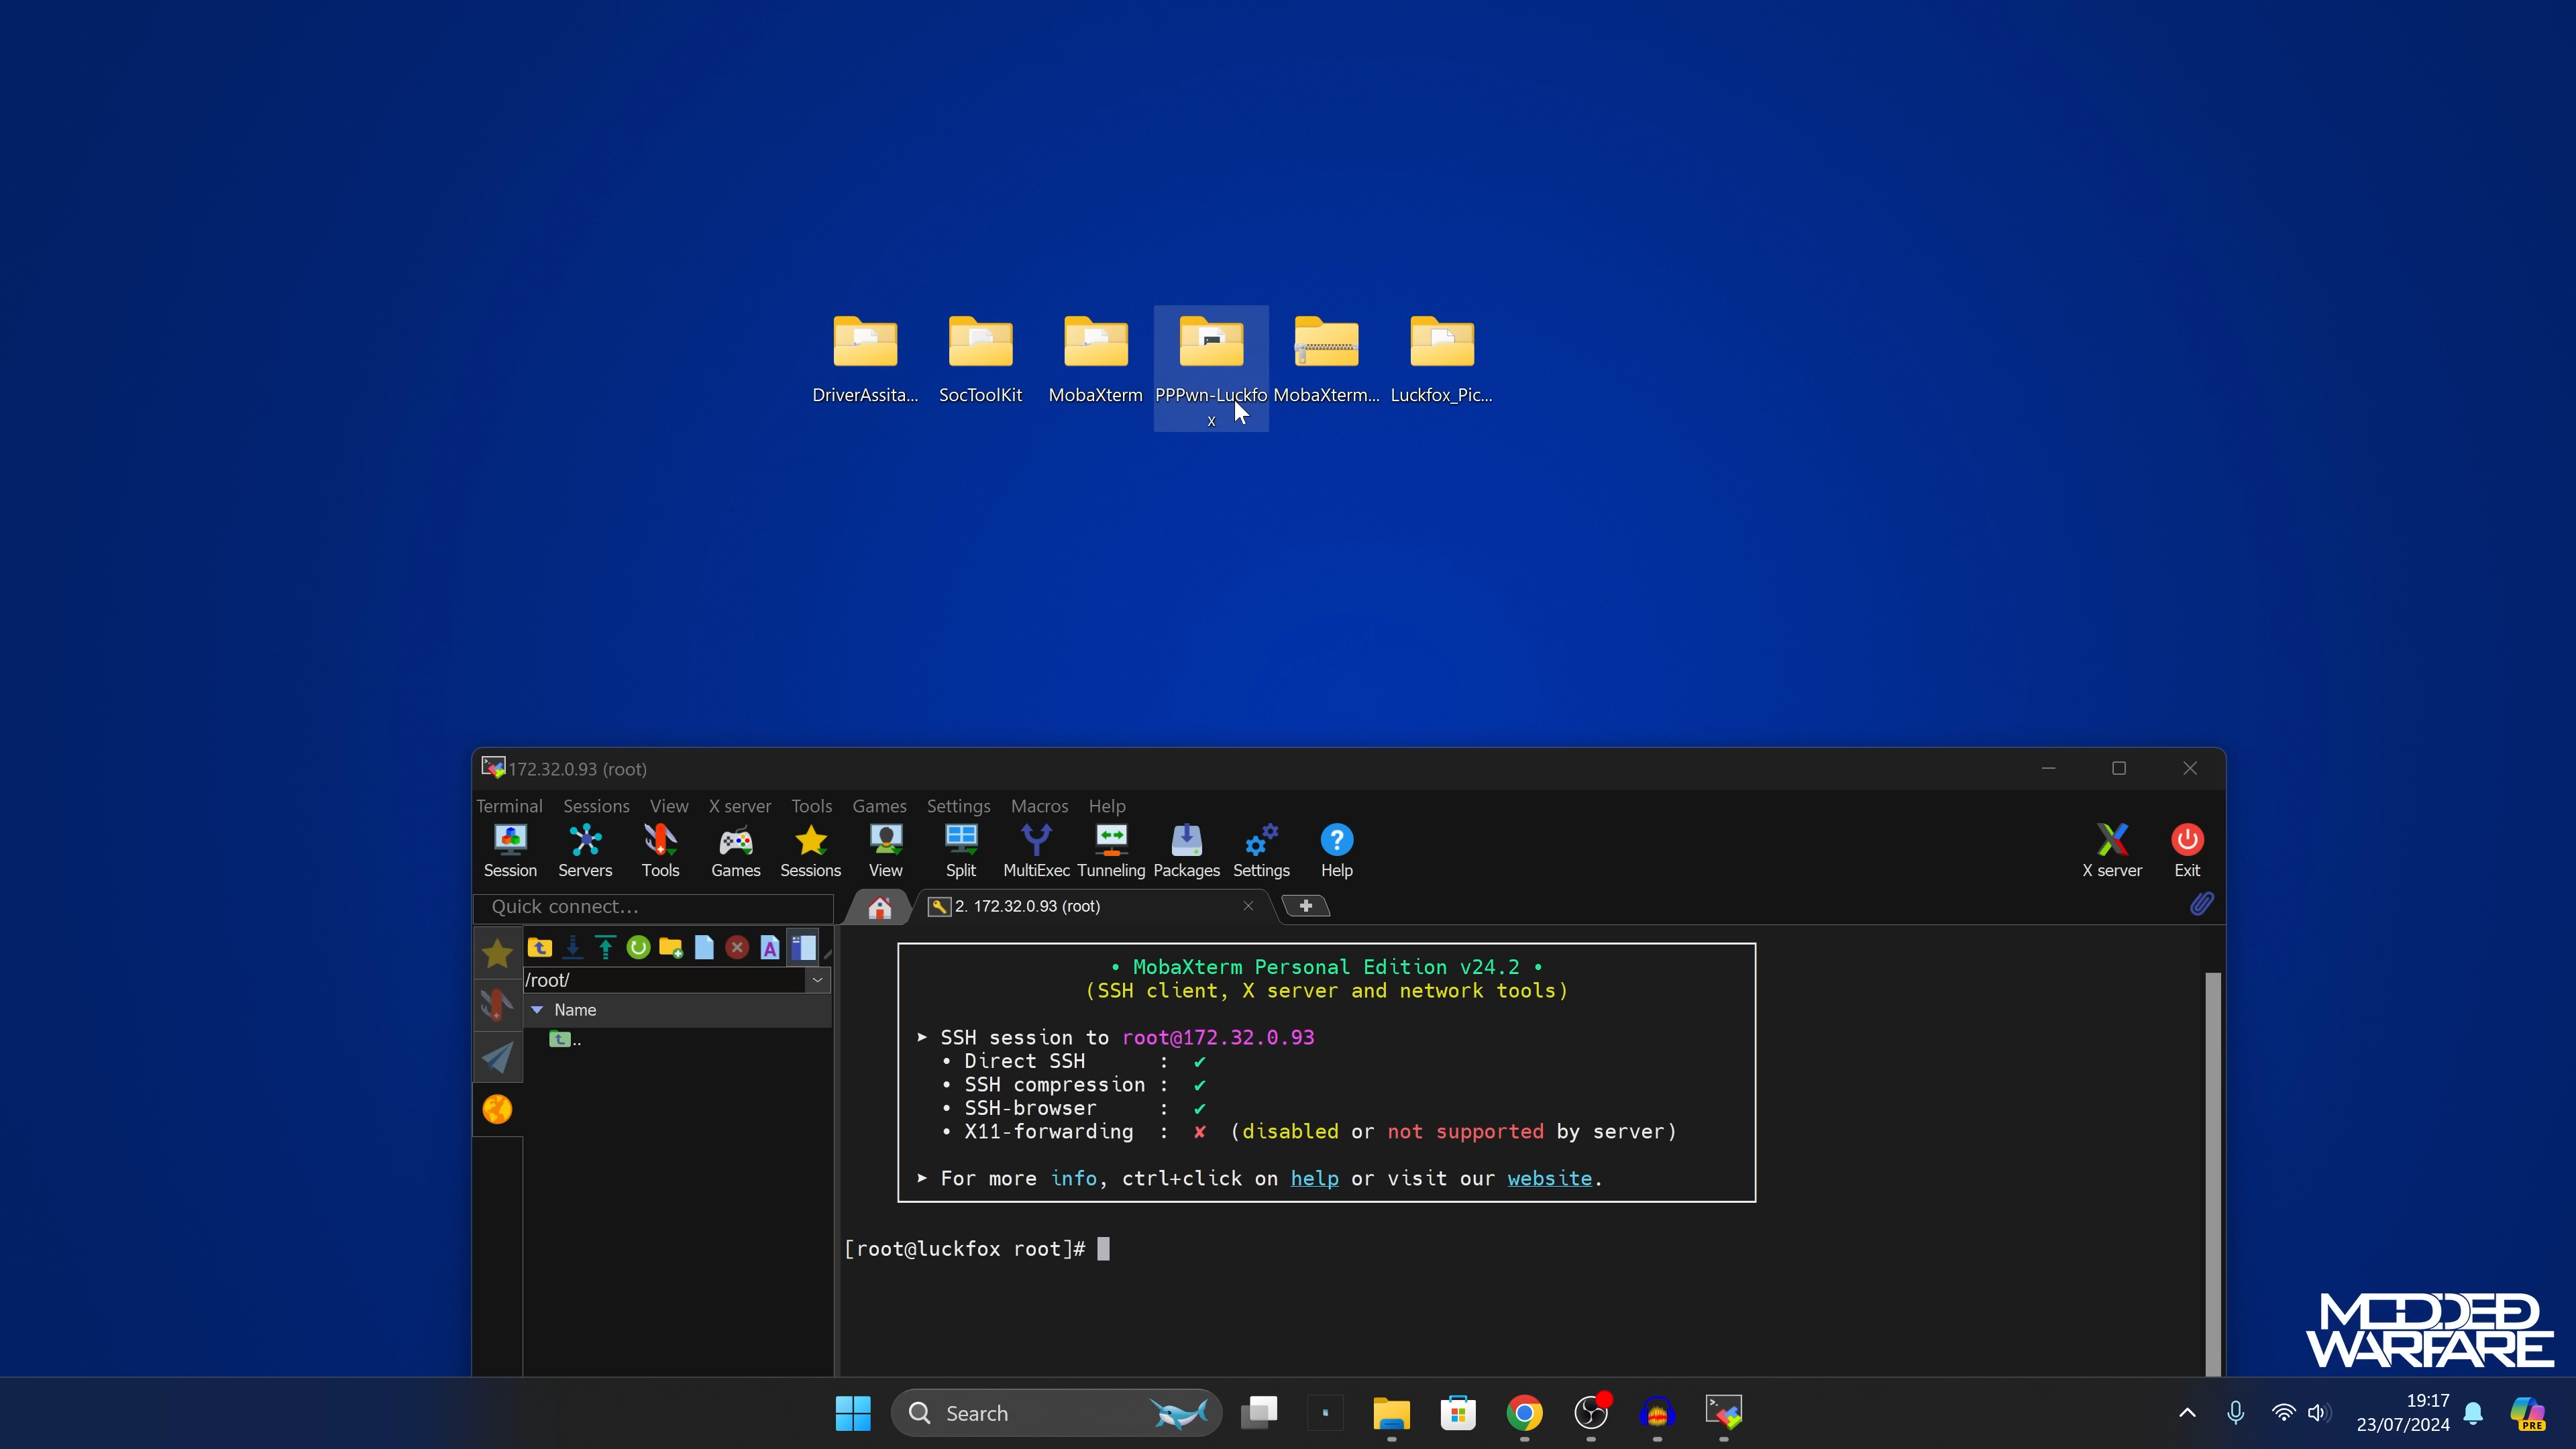 DriverAssita...
SocToolKit
MobaXterm
PPPwn-Luckfo
x
MobaXterm...
Luckfox_Pic...
172.32.0.93 (root)
Terminal Sessions View X server Tools Games Settings Macros Help
Session Servers Tools Games Sessions View Split MultiExec Tunneling Packages Settings Help X server Exit
Quick connect...
2. 172.32.0.93 (root)
/root/
Name
..
• MobaXterm Personal Edition v24.2 •
(SSH client, X server and network tools)
➤ SSH session to root@172.32.0.93
• Direct SSH : ✔
• SSH compression : ✔
• SSH-browser : ✔
• X11-forwarding : ✘ (disabled or not supported by server)
➤ For more info, ctrl+click on help or visit our website.
[root@luckfox root]#
MODDED
WARFARE
Search
19:17
23/07/2024
PRE